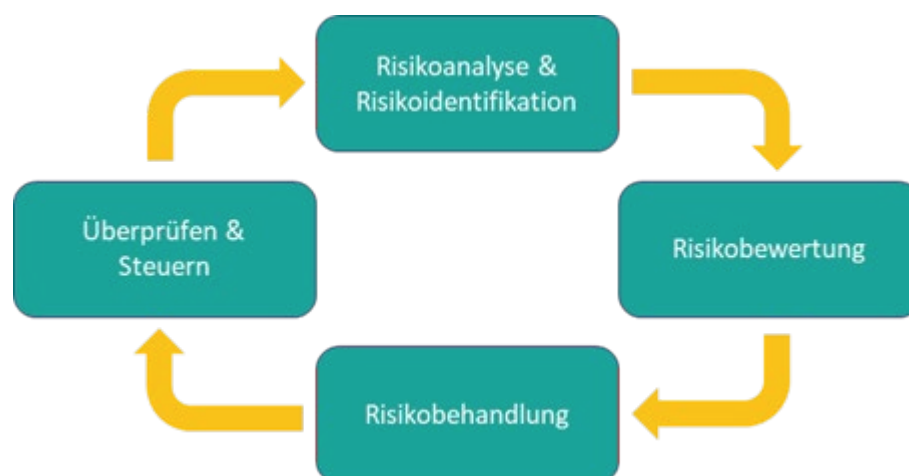 Risikoanalyse &
Risikoidentifikation
Überprüfen &
Steuern
Risikobewertung
Risikobehandlung